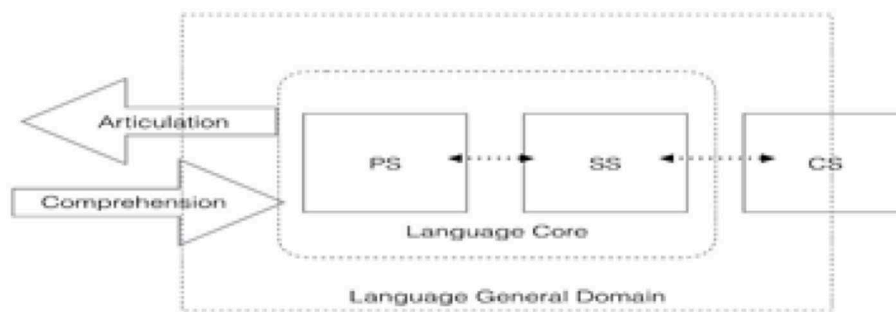 Articulation
PS
SS
CS
Comprehension
Language Core
Language General Domain